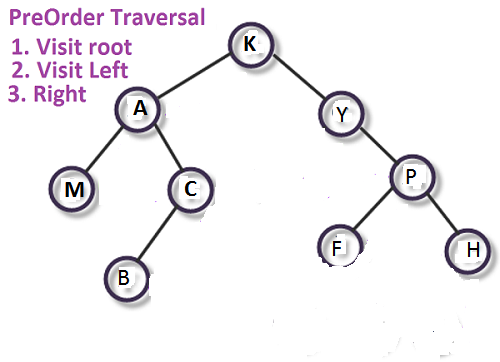 PreOrder Traversal
1. Visit root
2. Visit Left
3. Right
K
A
Y
M
C
P
B
F
H